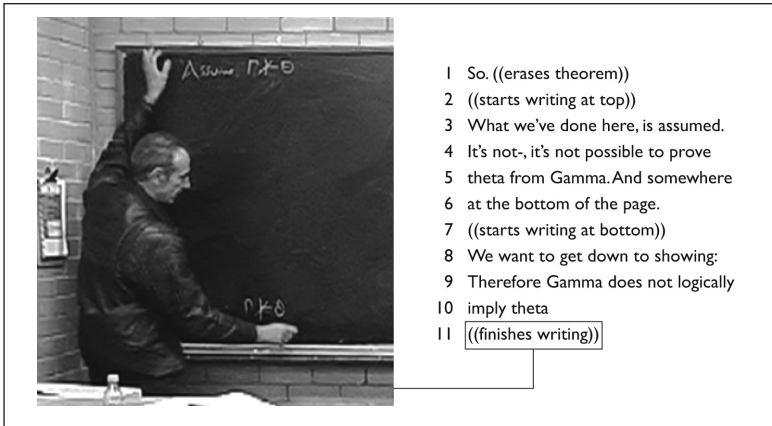 Assume Γ⊬Θ
Γ⊭Θ
1 So. ((erases theorem))
2 ((starts writing at top))
3 What we've done here, is assumed.
4 It's not-, it's not possible to prove
5 theta from Gamma. And somewhere
6 at the bottom of the page.
7 ((starts writing at bottom))
8 We want to get down to showing:
9 Therefore Gamma does not logically
10 imply theta
11 ((finishes writing))